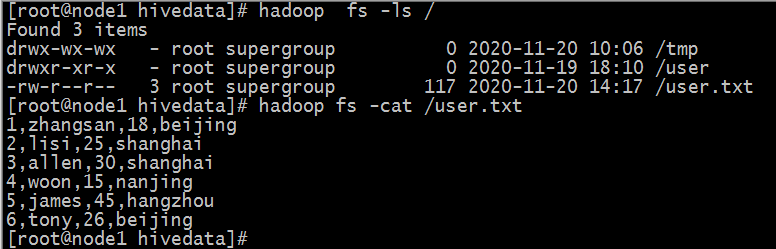 [root@node1 hivedata]# hadoop  fs -ls /
Found 3 items
drwx-wx-wx   - root supergroup          0 2020-11-20 10:06 /tmp
drwxr-xr-x   - root supergroup          0 2020-11-19 18:10 /user
-rw-r--r--   3 root supergroup        117 2020-11-20 14:17 /user.txt
[root@node1 hivedata]# hadoop fs -cat /user.txt
1,zhangsan,18,beijing
2,lisi,25,shanghai
3,allen,30,shanghai
4,woon,15,nanjing
5,james,45,hangzhou
6,tony,26,beijing
[root@node1 hivedata]#